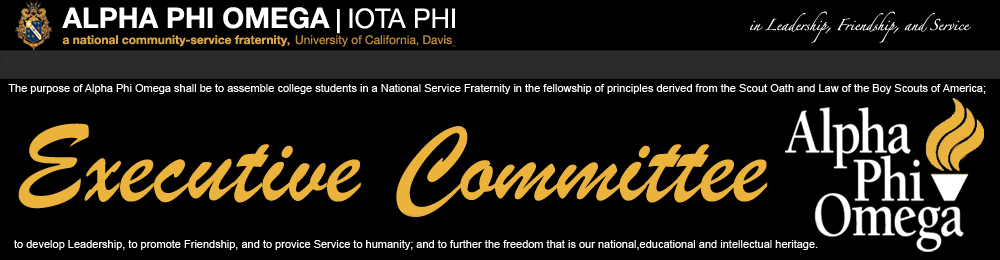 ALPHA PHI OMEGA | IOTA PHI
a national community-service fraternity, University of California, Davis
in Leadership, Friendship, and Service
The purpose of Alpha Phi Omega shall be to assemble college students in a National Service Fraternity in the fellowship of principles derived from the Scout Oath and Law of the Boy Scouts of America;
Executive Committee
Alpha
Phi
Omega
to develop Leadership, to promote Friendship, and to provice Service to humanity; and to further the freedom that is our national,educational and intellectual heritage.